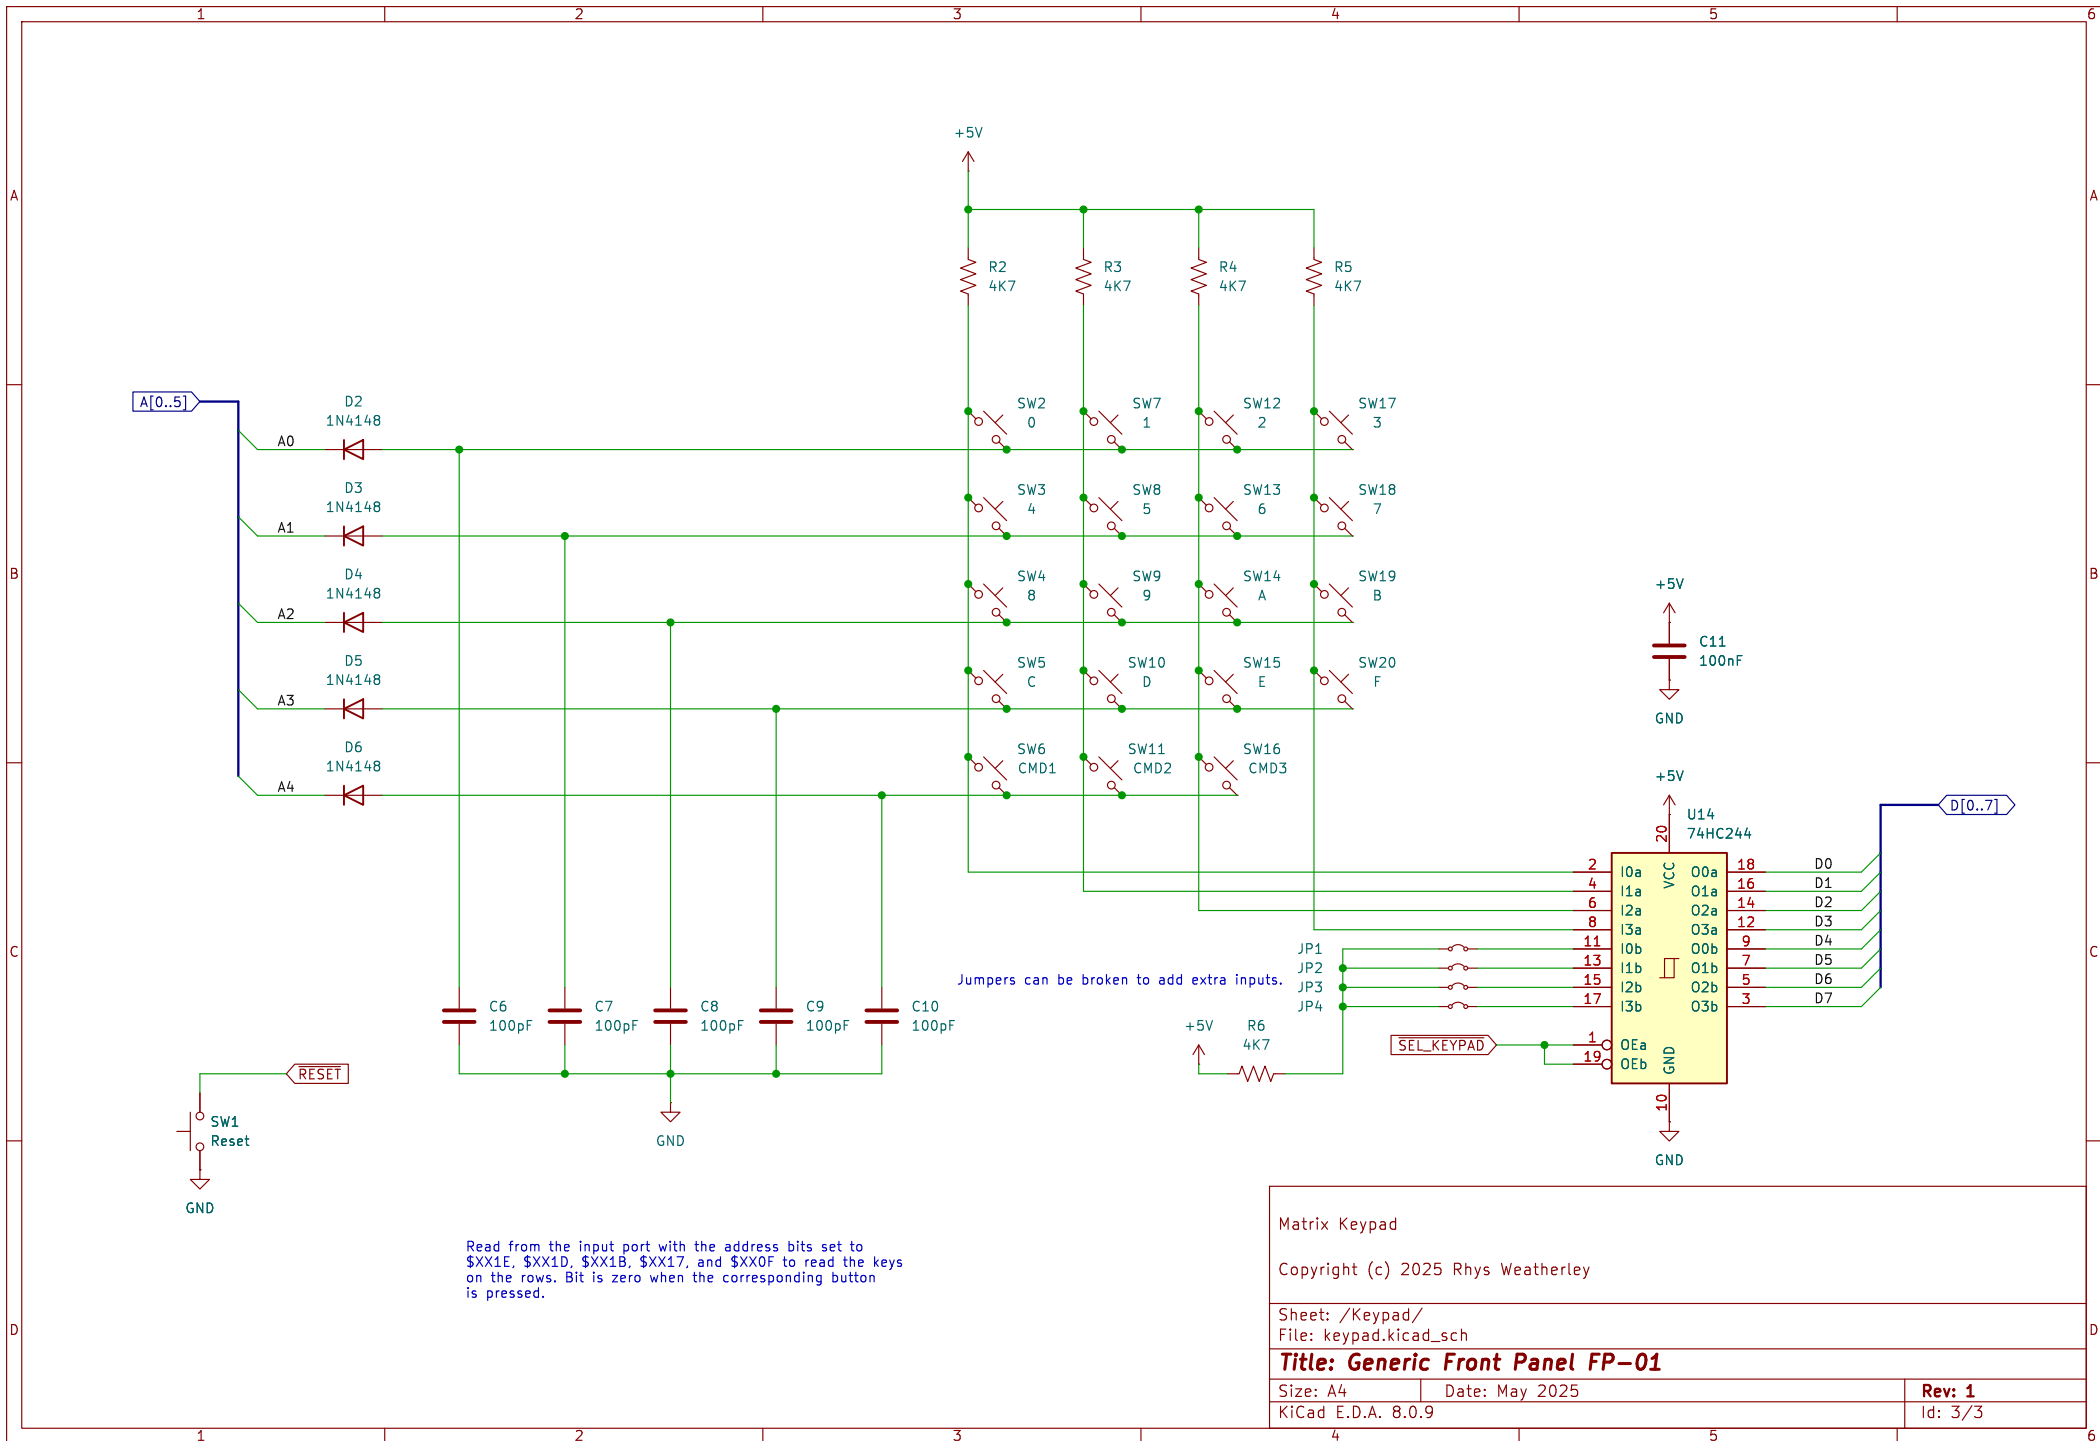 1 2 3 4 5 6
A A
B B
C C
D D
1 2 3 4 5 6
+5V
R2
4K7
R3
4K7
R4
4K7
R5
4K7
A[0..5]
D2
1N4148
A0
D3
1N4148
A1
D4
1N4148
A2
D5
1N4148
A3
D6
1N4148
A4
SW2
0
SW7
1
SW12
2
SW17
3
SW3
4
SW8
5
SW13
6
SW18
7
SW4
8
SW9
9
SW14
A
SW19
B
SW5
C
SW10
D
SW15
E
SW20
F
SW6
CMD1
SW11
CMD2
SW16
CMD3
+5V
C11
100nF
GND
+5V
U14
74HC244
20
VCC
2 I0a O0a 18 D0
4 I1a O1a 16 D1
6 I2a O2a 14 D2
8 I3a O3a 12 D3
11 I0b O0b 9 D4
13 I1b O1b 7 D5
15 I2b O2b 5 D6
17 I3b O3b 3 D7
1 OEa
19 OEb
GND
10
GND
D[0..7]
JP1
JP2
JP3
JP4
Jumpers can be broken to add extra inputs.
+5V
R6
4K7
SEL_KEYPAD
C6
100pF
C7
100pF
C8
100pF
C9
100pF
C10
100pF
GND
RESET
SW1
Reset
GND
Read from the input port with the address bits set to
$XX1E, $XX1D, $XX1B, $XX17, and $XX0F to read the keys
on the rows. Bit is zero when the corresponding button
is pressed.
Matrix Keypad
Copyright (c) 2025 Rhys Weatherley
Sheet: /Keypad/
File: keypad.kicad_sch
Title: Generic Front Panel FP-01
Size: A4 Date: May 2025 Rev: 1
KiCad E.D.A. 8.0.9 Id: 3/3